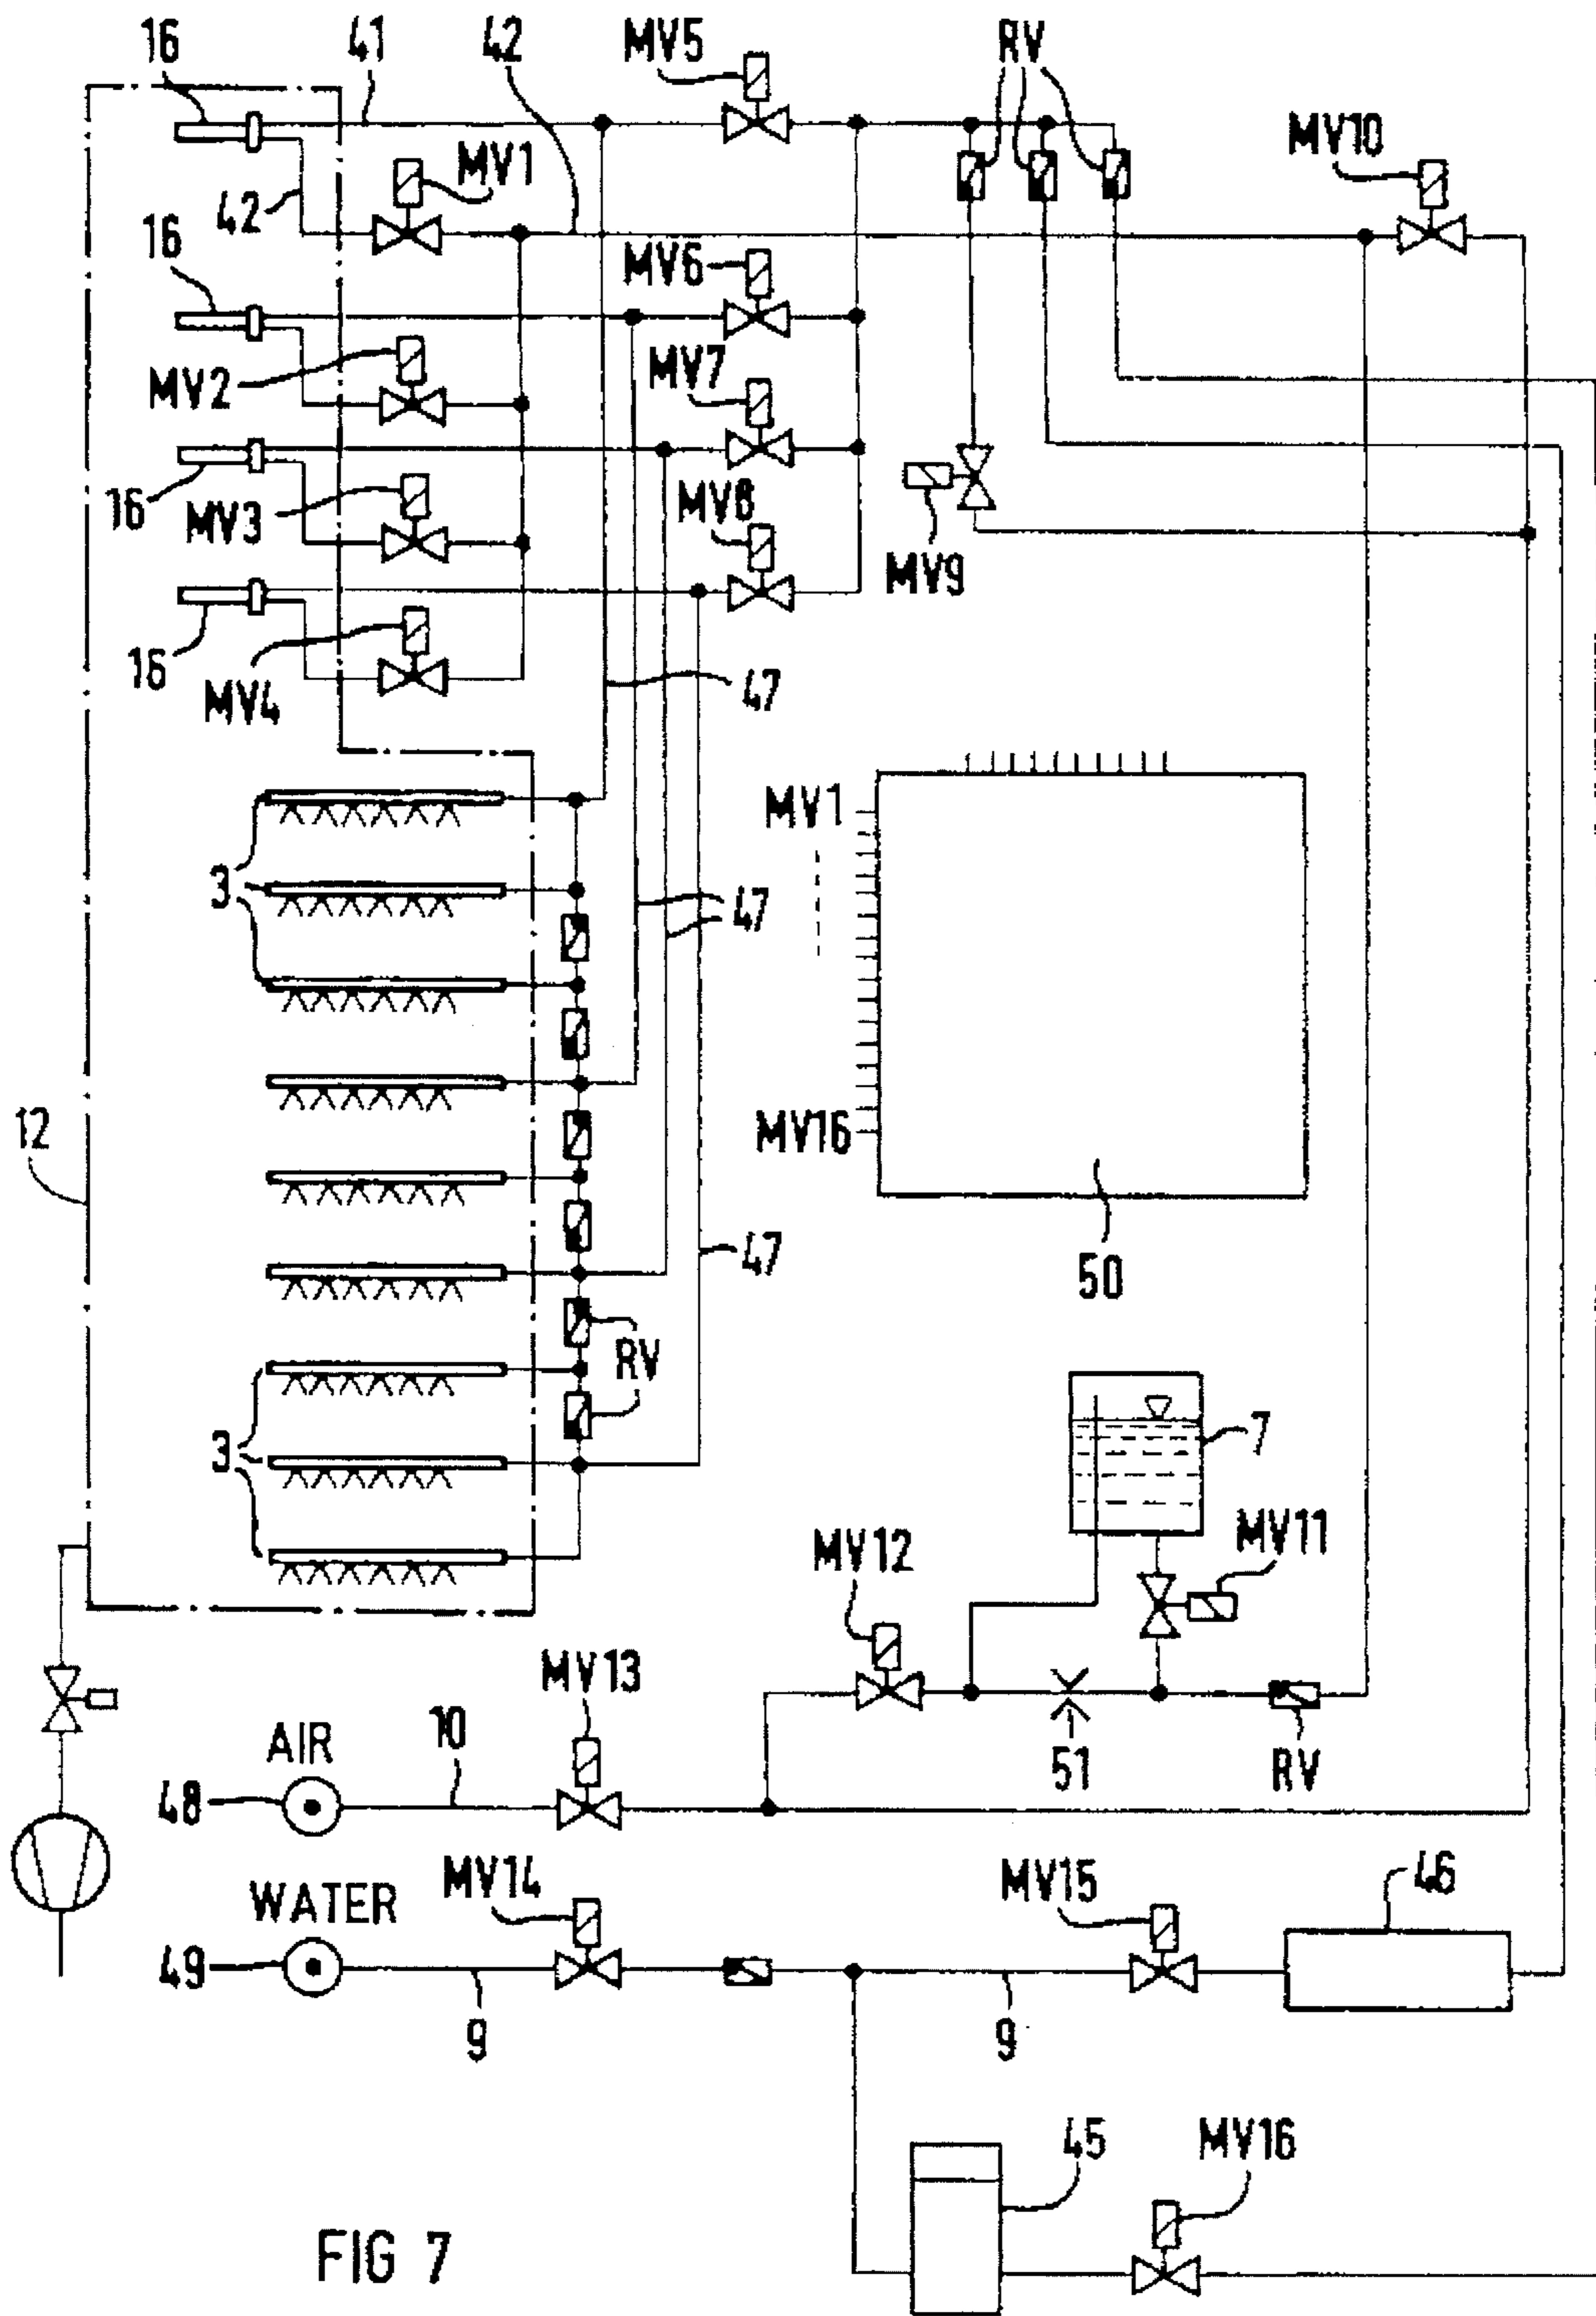 16 41 42 MV5 RV MV10
MV1
42
16 MV6
MV2 MV7
16 MV3 MV8 MV9
16 MV4 47
MV1
3 47
12 MV16
47 50
RV
3 7
MV12 MV11
MV13
AIR 10 51 RV
48
MV14 MV15 46
WATER
49 9 9
45 MV16
FIG 7